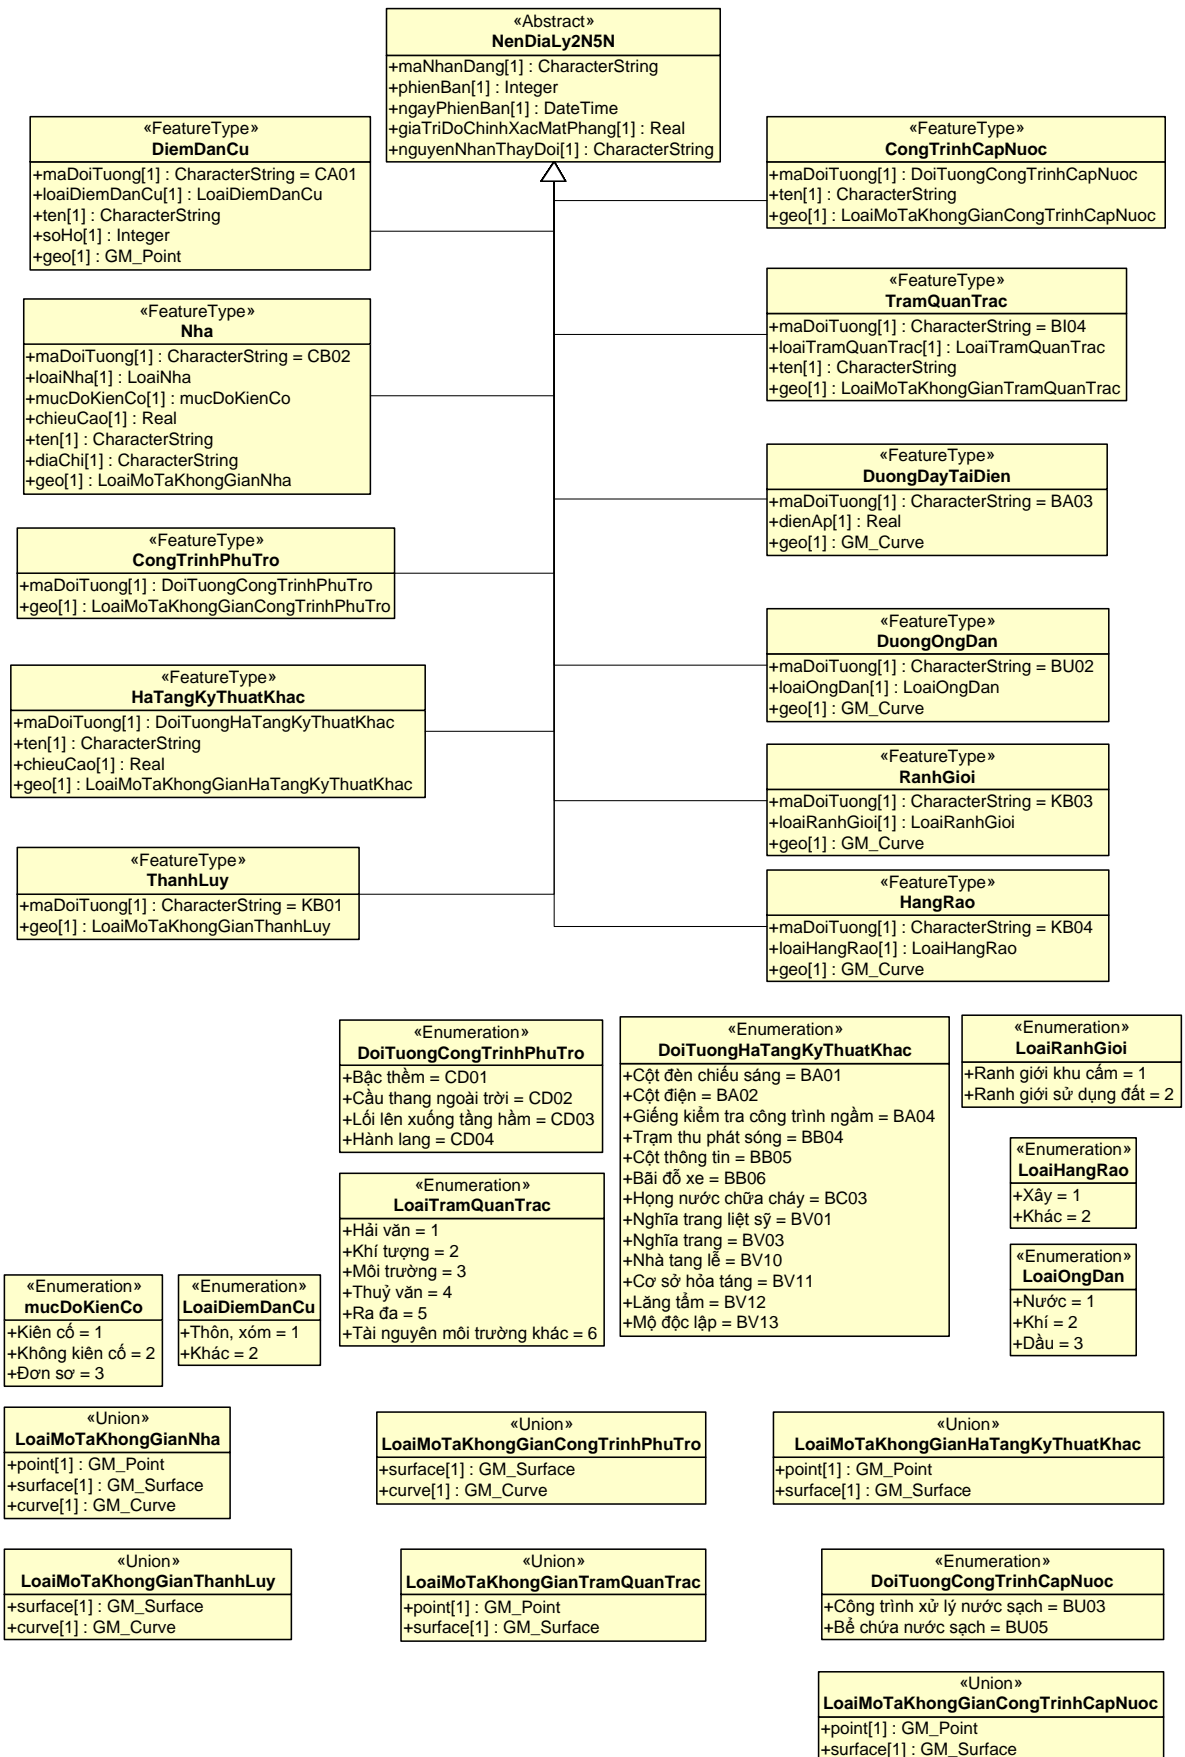 «Abstract»
NenDiaLy2N5N
+maNhanDang[1] : CharacterString
+phienBan[1] : Integer
+ngayPhienBan[1] : DateTime
+giaTriDoChinhXacMatPhang[1] : Real
+nguyenNhanThayDoi[1] : CharacterString
«FeatureType»
DiemDanCu
+maDoiTuong[1] : CharacterString = CA01
+loaiDiemDanCu[1] : LoaiDiemDanCu
+ten[1] : CharacterString
+soHo[1] : Integer
+geo[1] : GM_Point
«FeatureType»
CongTrinhCapNuoc
+maDoiTuong[1] : DoiTuongCongTrinhCapNuoc
+ten[1] : CharacterString
+geo[1] : LoaiMoTaKhongGianCongTrinhCapNuoc
«FeatureType»
Nha
+maDoiTuong[1] : CharacterString = CB02
+loaiNha[1] : LoaiNha
+mucDoKienCo[1] : mucDoKienCo
+chieuCao[1] : Real
+ten[1] : CharacterString
+diaChi[1] : CharacterString
+geo[1] : LoaiMoTaKhongGianNha
«FeatureType»
TramQuanTrac
+maDoiTuong[1] : CharacterString = BI04
+loaiTramQuanTrac[1] : LoaiTramQuanTrac
+ten[1] : CharacterString
+geo[1] : LoaiMoTaKhongGianTramQuanTrac
«FeatureType»
DuongDayTaiDien
+maDoiTuong[1] : CharacterString = BA03
+dienAp[1] : Real
+geo[1] : GM_Curve
«FeatureType»
CongTrinhPhuTro
+maDoiTuong[1] : DoiTuongCongTrinhPhuTro
+geo[1] : LoaiMoTaKhongGianCongTrinhPhuTro
«FeatureType»
DuongOngDan
+maDoiTuong[1] : CharacterString = BU02
+loaiOngDan[1] : LoaiOngDan
+geo[1] : GM_Curve
«FeatureType»
HaTangKyThuatKhac
+maDoiTuong[1] : DoiTuongHaTangKyThuatKhac
+ten[1] : CharacterString
+chieuCao[1] : Real
+geo[1] : LoaiMoTaKhongGianHaTangKyThuatKhac
«FeatureType»
RanhGioi
+maDoiTuong[1] : CharacterString = KB03
+loaiRanhGioi[1] : LoaiRanhGioi
+geo[1] : GM_Curve
«FeatureType»
ThanhLuy
+maDoiTuong[1] : CharacterString = KB01
+geo[1] : LoaiMoTaKhongGianThanhLuy
«FeatureType»
HangRao
+maDoiTuong[1] : CharacterString = KB04
+loaiHangRao[1] : LoaiHangRao
+geo[1] : GM_Curve
«Enumeration»
DoiTuongCongTrinhPhuTro
+Bậc thềm = CD01
+Cầu thang ngoài trời = CD02
+Lối lên xuống tầng hầm = CD03
+Hành lang = CD04
«Enumeration»
DoiTuongHaTangKyThuatKhac
+Cột đèn chiếu sáng = BA01
+Cột điện = BA02
+Giếng kiểm tra công trình ngầm = BA04
+Trạm thu phát sóng = BB04
+Cột thông tin = BB05
+Bãi đỗ xe = BB06
+Họng nước chữa cháy = BC03
+Nghĩa trang liệt sỹ = BV01
+Nghĩa trang = BV03
+Nhà tang lễ = BV10
+Cơ sở hỏa táng = BV11
+Lăng tẩm = BV12
+Mộ độc lập = BV13
«Enumeration»
LoaiRanhGioi
+Ranh giới khu cấm = 1
+Ranh giới sử dụng đất = 2
«Enumeration»
LoaiHangRao
+Xây = 1
+Khác = 2
«Enumeration»
LoaiTramQuanTrac
+Hải văn = 1
+Khí tượng = 2
+Môi trường = 3
+Thuỷ văn = 4
+Ra đa = 5
+Tài nguyên môi trường khác = 6
«Enumeration»
LoaiOngDan
+Nước = 1
+Khí = 2
+Dầu = 3
«Enumeration»
mucDoKienCo
+Kiên cố = 1
+Không kiên cố = 2
+Đơn sơ = 3
«Enumeration»
LoaiDiemDanCu
+Thôn, xóm = 1
+Khác = 2
«Union»
LoaiMoTaKhongGianNha
+point[1] : GM_Point
+surface[1] : GM_Surface
+curve[1] : GM_Curve
«Union»
LoaiMoTaKhongGianCongTrinhPhuTro
+surface[1] : GM_Surface
+curve[1] : GM_Curve
«Union»
LoaiMoTaKhongGianHaTangKyThuatKhac
+point[1] : GM_Point
+surface[1] : GM_Surface
«Union»
LoaiMoTaKhongGianThanhLuy
+surface[1] : GM_Surface
+curve[1] : GM_Curve
«Union»
LoaiMoTaKhongGianTramQuanTrac
+point[1] : GM_Point
+surface[1] : GM_Surface
«Enumeration»
DoiTuongCongTrinhCapNuoc
+Công trình xử lý nước sạch = BU03
+Bể chứa nước sạch = BU05
«Union»
LoaiMoTaKhongGianCongTrinhCapNuoc
+point[1] : GM_Point
+surface[1] : GM_Surface